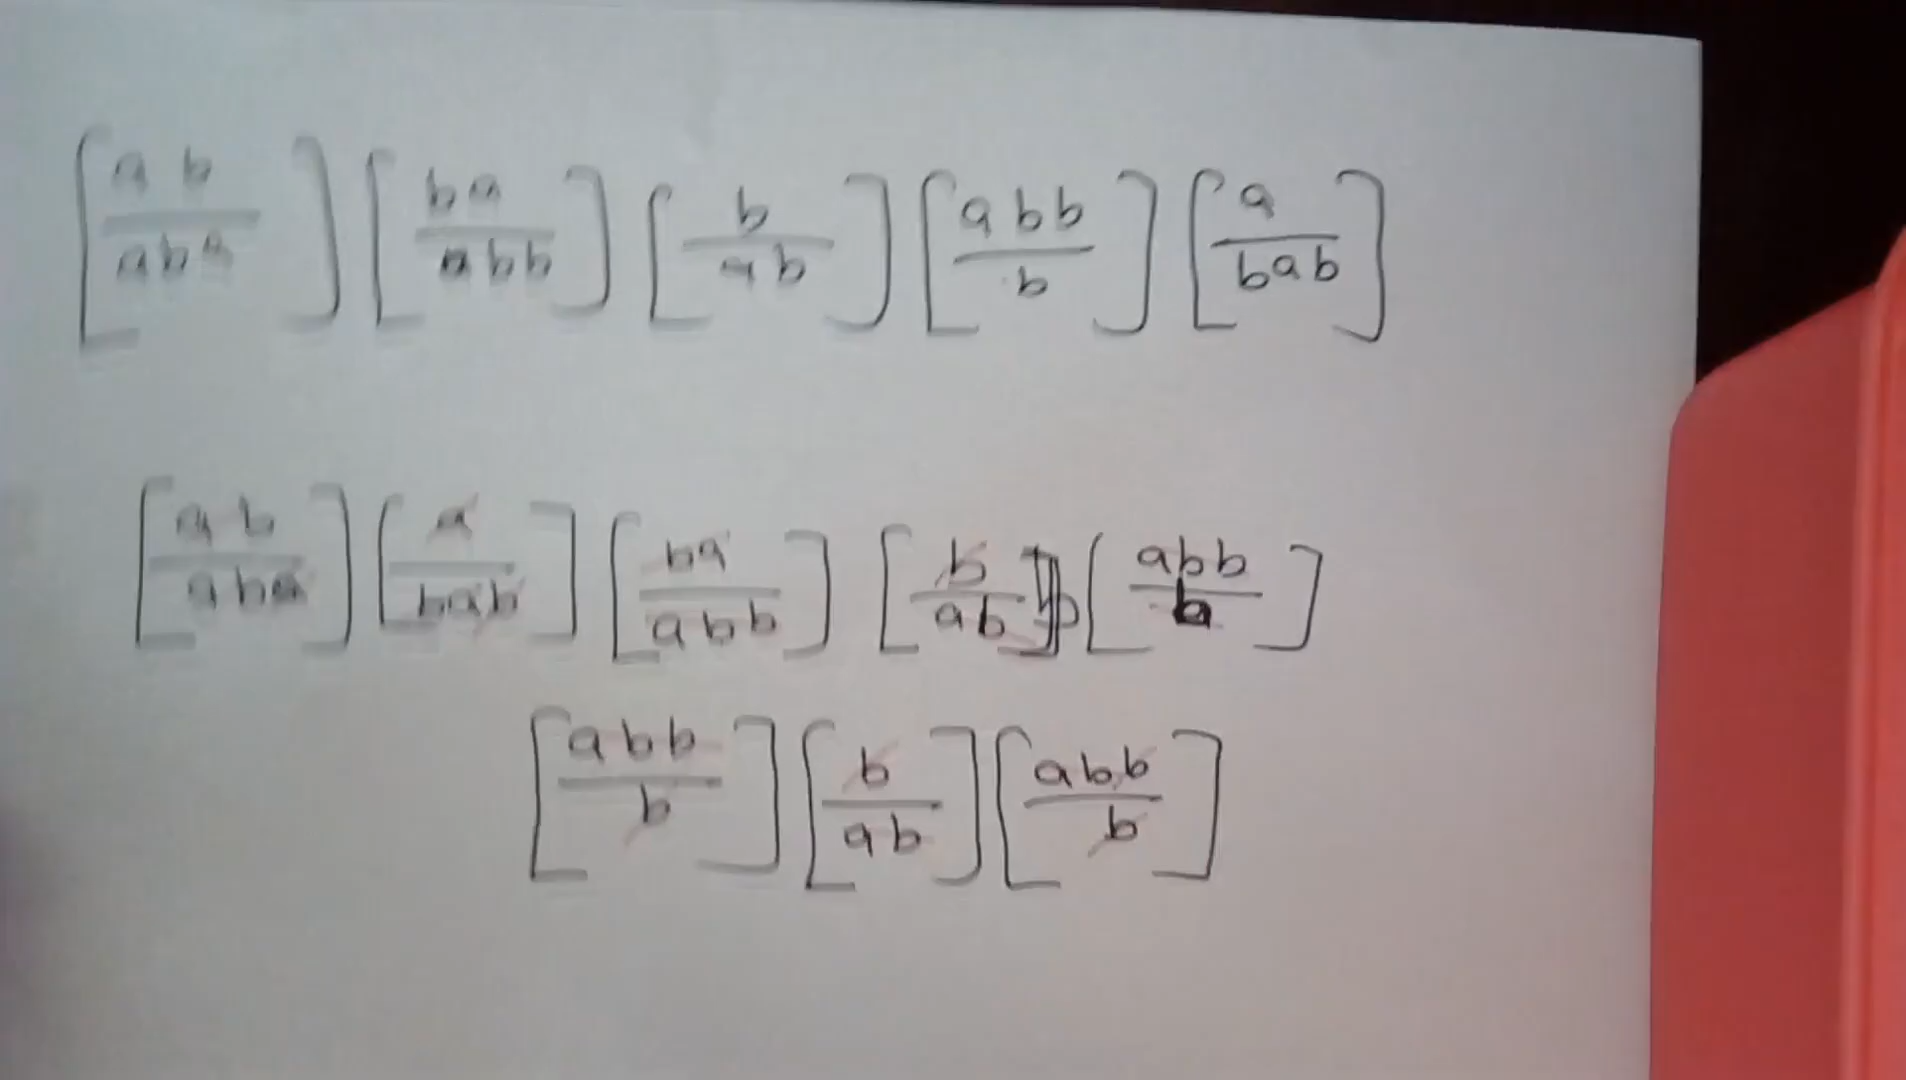 [ab/aba] [ba/abb] [b/ab] [abb/b] [a/bab]
[ab/aba] [a/bab] [ba/abb] [b/ab] [abb/b]
[abb/b] [b/ab] [abb/b]